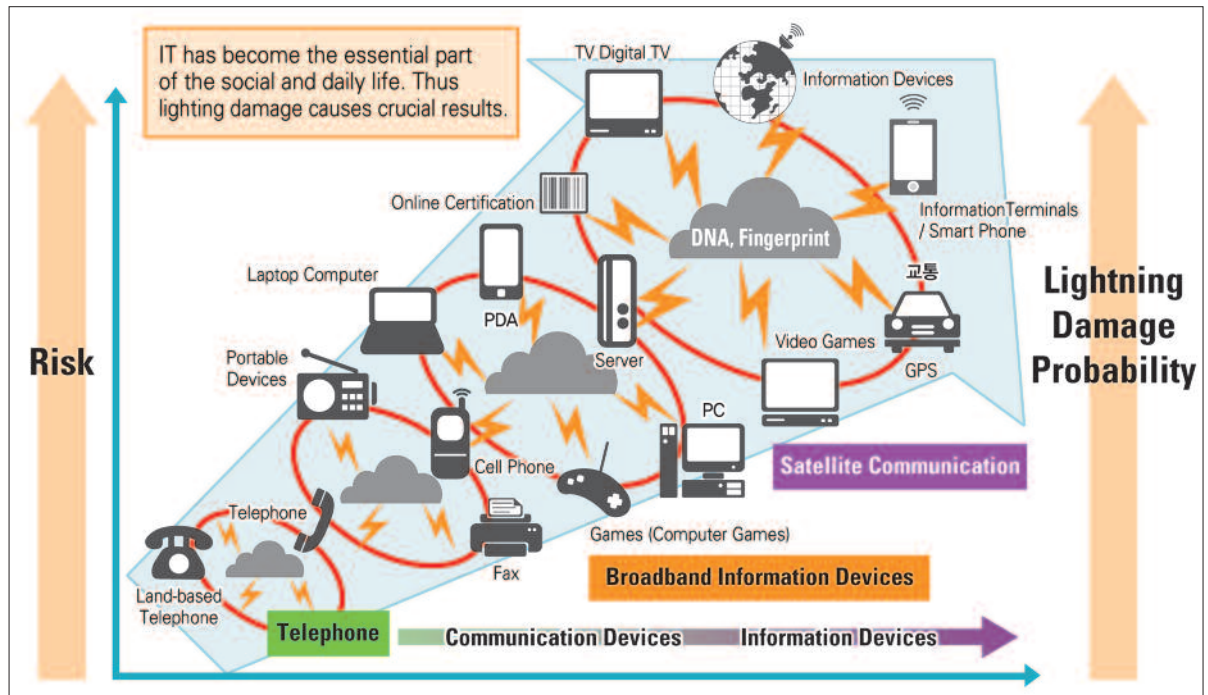 IT has become the essential part
of the social and daily life. Thus
lighting damage causes crucial results.
TV Digital TV
Information Devices
Online Certification
DNA, Fingerprint
Information Terminals
/ Smart Phone
Laptop Computer
PDA
교통
Server
Video Games
GPS
Risk
Lightning
Damage
Probability
Portable
Devices
PC
Cell Phone
Satellite Communication
Telephone
Games (Computer Games)
Fax
Broadband Information Devices
Land-based
Telephone
Telephone
Communication Devices
Information Devices